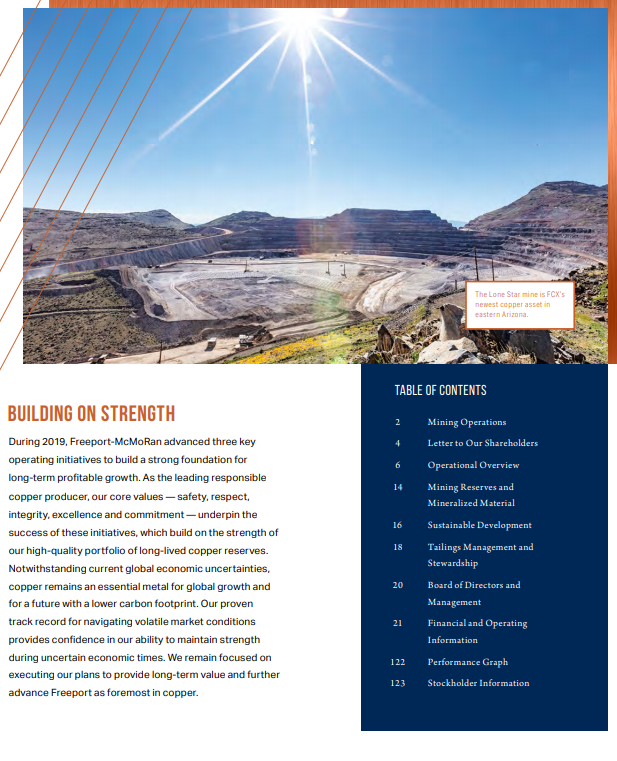 The Lone Star mine is FCX's
newest copper asset in
eastern Arizona.
BUILDING ON STRENGTH
During 2019, Freeport-McMoRan advanced three key
operating initiatives to build a strong foundation for
long-term profitable growth. As the leading responsible
copper producer, our core values — safety, respect,
integrity, excellence and commitment — underpin the
success of these initiatives, which build on the strength of
our high-quality portfolio of long-lived copper reserves.
Notwithstanding current global economic uncertainties,
copper remains an essential metal for global growth and
for a future with a lower carbon footprint. Our proven
track record for navigating volatile market conditions
provides confidence in our ability to maintain strength
during uncertain economic times. We remain focused on
executing our plans to provide long-term value and further
advance Freeport as foremost in copper.
TABLE OF CONTENTS
2 Mining Operations
4 Letter to Our Shareholders
6 Operational Overview
14 Mining Reserves and
Mineralized Material
16 Sustainable Development
18 Tailings Management and
Stewardship
20 Board of Directors and
Management
21 Financial and Operating
Information
122 Performance Graph
123 Stockholder Information